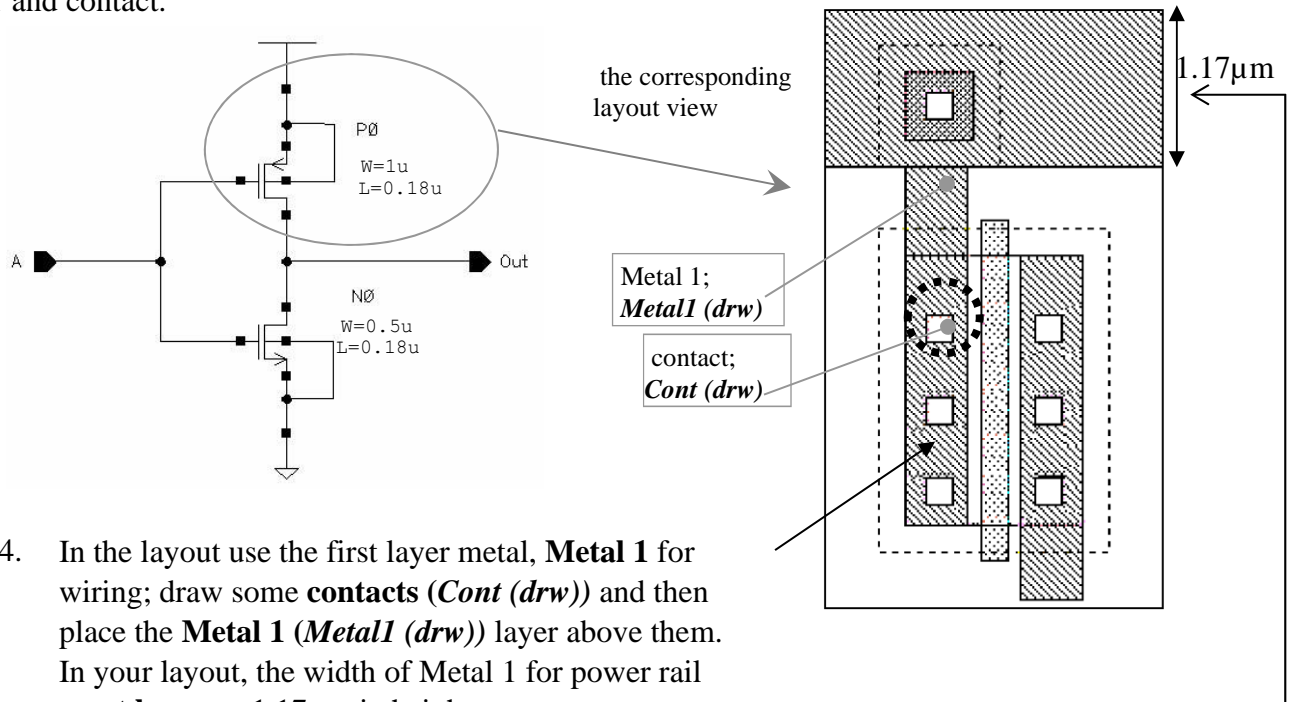 and contact.
the corresponding
layout view
1.17µm
PØ
W=1u
L=0.18u
A
Out
NØ
W=0.5u
L=0.18u
Metal 1;
Metal1 (drw)
contact;
Cont (drw)
4. In the layout use the first layer metal, Metal 1 for
wiring; draw some contacts (Cont (drw)) and then
place the Metal 1 (Metal1 (drw)) layer above them.
In your layout, the width of Metal 1 for power rail